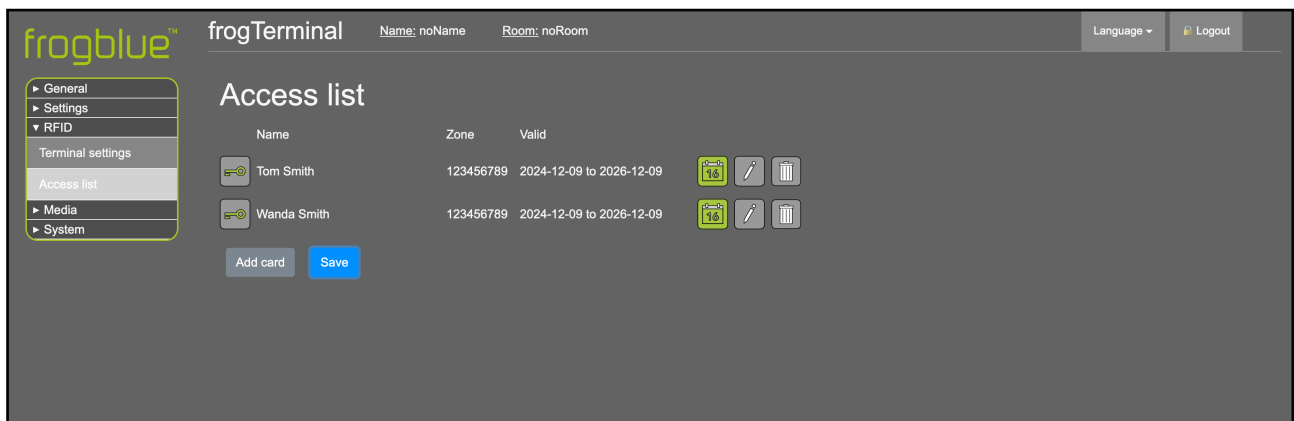 frogblue™
frogTerminal Name: noName Room: noRoom Language Logout
General
Settings
RFID
Terminal settings
Access list
Media
System
Access list
Name Zone Valid
Tom Smith 123456789 2024-12-09 to 2026-12-09 16
Wanda Smith 123456789 2024-12-09 to 2026-12-09 16
Add card Save